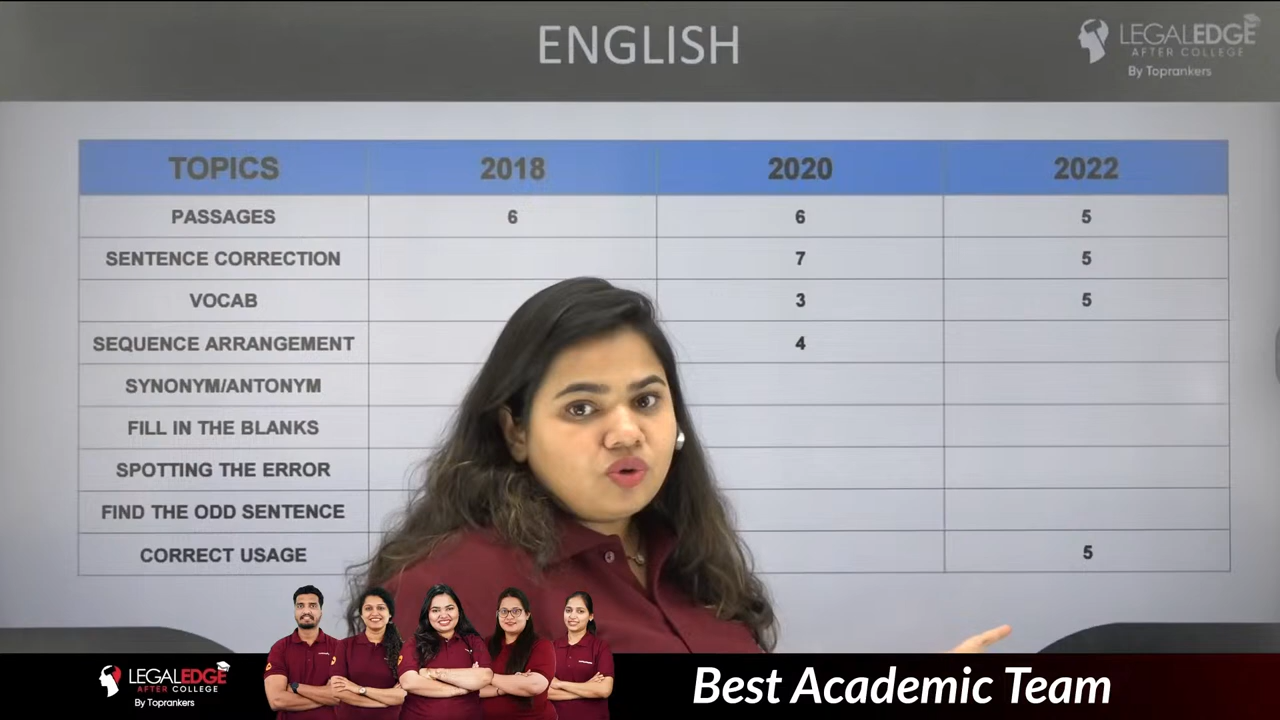 ENGLISH
LEGALEDGE
AFTER COLLEGE
By Toprankers
TOPICS 2018 2020 2022
PASSAGES 6 6 5
SENTENCE CORRECTION 7 5
VOCAB 3 5
SEQUENCE ARRANGEMENT 4
SYNONYM/ANTONYM
FILL IN THE BLANKS
SPOTTING THE ERROR
FIND THE ODD SENTENCE
CORRECT USAGE 5
LEGALEDGE
AFTER COLLEGE
By Toprankers
Best Academic Team